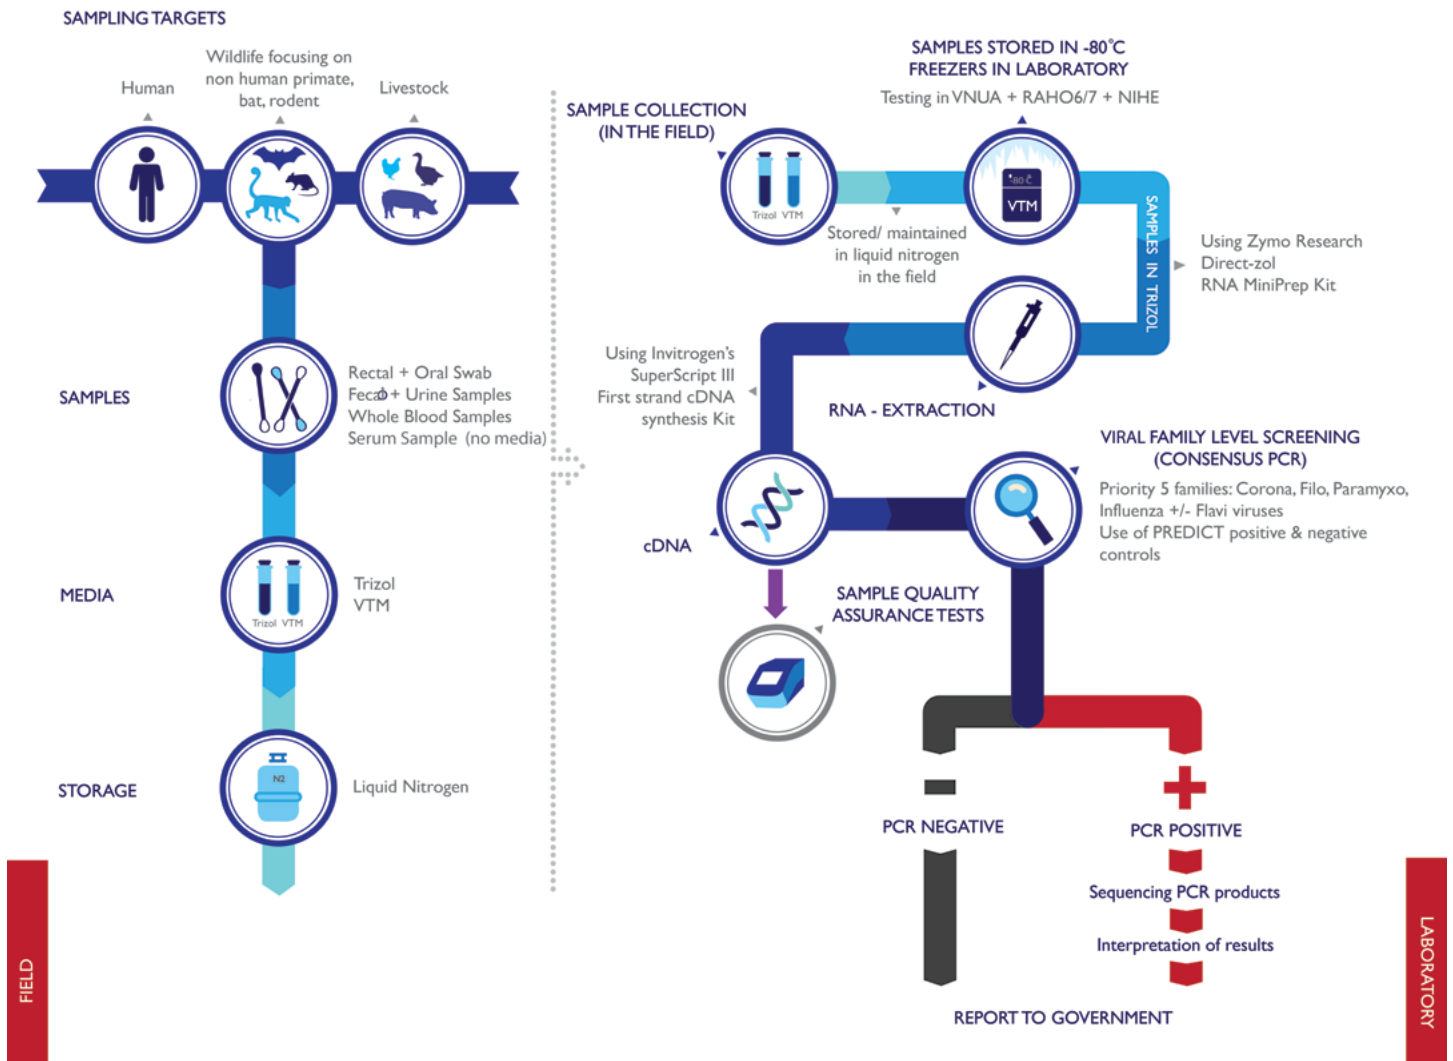 SAMPLING TARGETS
Human
Wildlife focusing on
non human primate,
bat, rodent
Livestock
SAMPLES
Rectal + Oral Swab
Fecal + Urine Samples
Whole Blood Samples
Serum Sample (no media)
MEDIA
Trizol VTM
Trizol
VTM
STORAGE
N2
Liquid Nitrogen
FIELD
SAMPLE COLLECTION
(IN THE FIELD)
Trizol VTM
Stored/ maintained
in liquid nitrogen
in the field
SAMPLES STORED IN -80°C
FREEZERS IN LABORATORY
Testing in VNUA + RAHO6/7 + NIHE
-80 C
VTM
SAMPLES IN TRIZOL
Using Zymo Research
Direct-zol
RNA MiniPrep Kit
RNA - EXTRACTION
Using Invitrogen's
SuperScript III
First strand cDNA
synthesis Kit
cDNA
SAMPLE QUALITY
ASSURANCE TESTS
VIRAL FAMILY LEVEL SCREENING
(CONSENSUS PCR)
Priority 5 families: Corona, Filo, Paramyxo,
Influenza +/- Flavi viruses
Use of PREDICT positive & negative
controls
PCR NEGATIVE
PCR POSITIVE
Sequencing PCR products
Interpretation of results
REPORT TO GOVERNMENT
LABORATORY